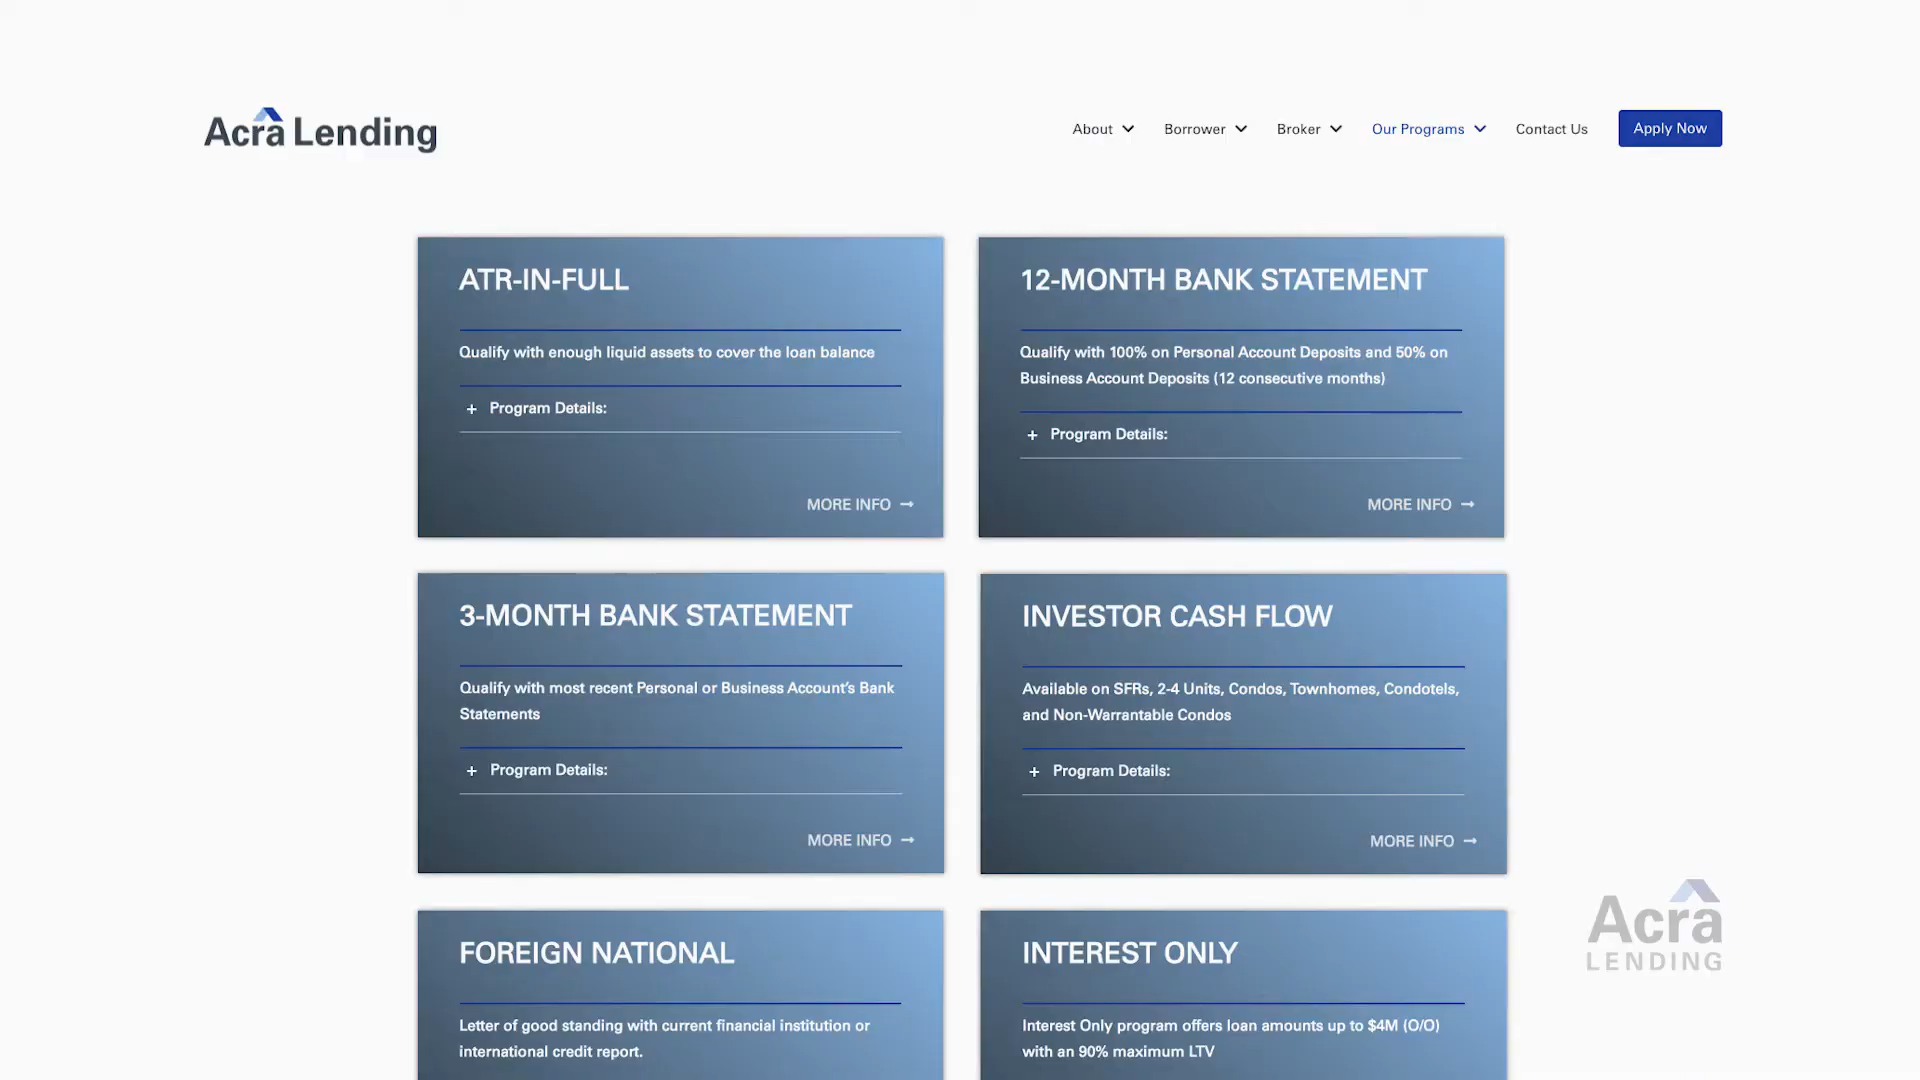 Acra Lending
About
Borrower
Broker
Our Programs
Contact Us
Apply Now
ATR-IN-FULL
Qualify with enough liquid assets to cover the loan balance
+ Program Details:
MORE INFO →
12-MONTH BANK STATEMENT
Qualify with 100% on Personal Account Deposits and 50% on
Business Account Deposits (12 consecutive months)
+ Program Details:
MORE INFO →
3-MONTH BANK STATEMENT
Qualify with most recent Personal or Business Account's Bank
Statements
+ Program Details:
MORE INFO →
INVESTOR CASH FLOW
Available on SFRs, 2-4 Units, Condos, Townhomes, Condotels,
and Non-Warrantable Condos
+ Program Details:
MORE INFO →
FOREIGN NATIONAL
Letter of good standing with current financial institution or
international credit report.
INTEREST ONLY
Interest Only program offers loan amounts up to $4M (O/O)
with an 90% maximum LTV
Acra
LENDING